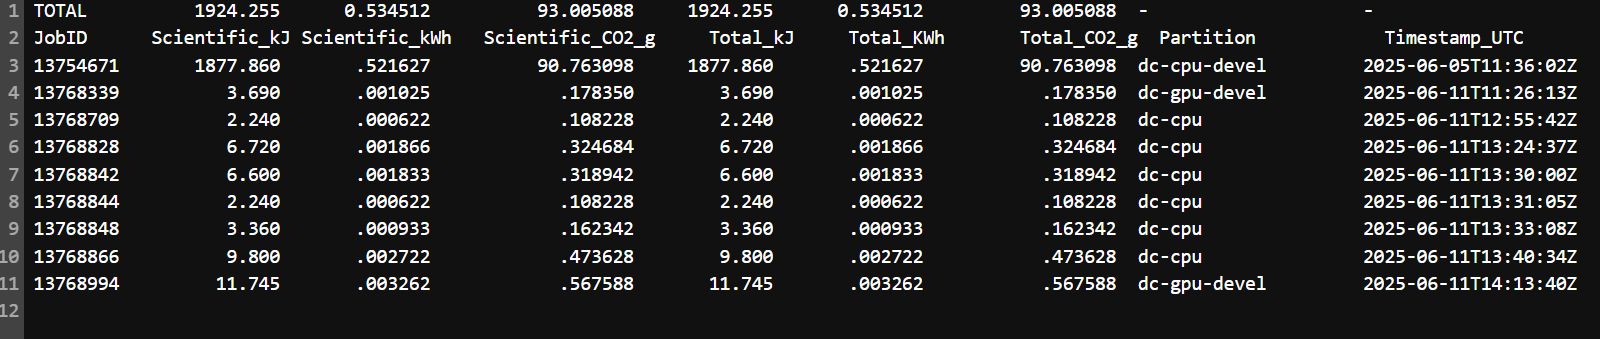 1 TOTAL 1924.255 0.534512 93.005088 1924.255 0.534512 93.005088 - -
2 JobID Scientific_kJ Scientific_kWh Scientific_CO2_g Total_kJ Total_KWh Total_CO2_g Partition Timestamp_UTC
3 13754671 1877.860 .521627 90.763098 1877.860 .521627 90.763098 dc-cpu-devel 2025-06-05T11:36:02Z
4 13768339 3.690 .001025 .178350 3.690 .001025 .178350 dc-gpu-devel 2025-06-11T11:26:13Z
5 13768709 2.240 .000622 .108228 2.240 .000622 .108228 dc-cpu 2025-06-11T12:55:42Z
6 13768828 6.720 .001866 .324684 6.720 .001866 .324684 dc-cpu 2025-06-11T13:24:37Z
7 13768842 6.600 .001833 .318942 6.600 .001833 .318942 dc-cpu 2025-06-11T13:30:00Z
8 13768844 2.240 .000622 .108228 2.240 .000622 .108228 dc-cpu 2025-06-11T13:31:05Z
9 13768848 3.360 .000933 .162342 3.360 .000933 .162342 dc-cpu 2025-06-11T13:33:08Z
10 13768866 9.800 .002722 .473628 9.800 .002722 .473628 dc-cpu 2025-06-11T13:40:34Z
11 13768994 11.745 .003262 .567588 11.745 .003262 .567588 dc-gpu-devel 2025-06-11T14:13:40Z
12